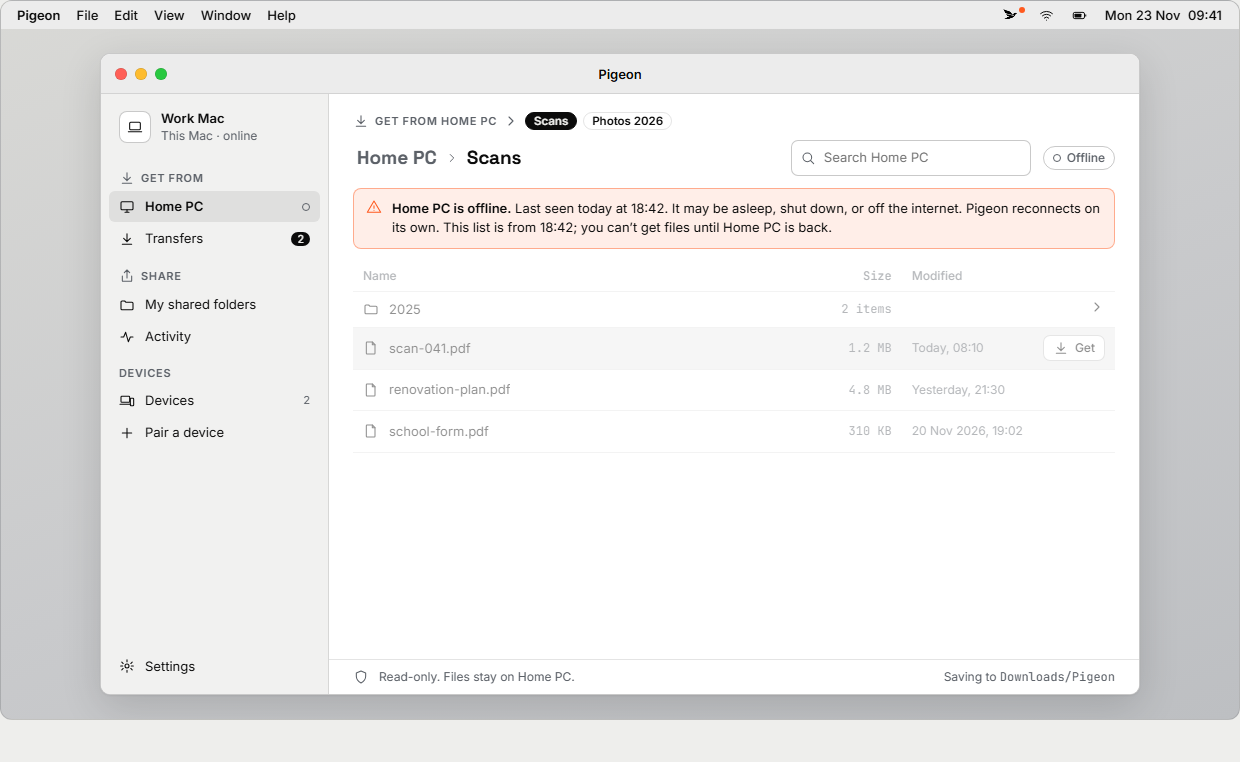 Pigeon File Edit View Window Help Mon 23 Nov 09:41
Pigeon
Work Mac
This Mac · online
GET FROM
Home PC
Transfers 2
SHARE
My shared folders
Activity
DEVICES
Devices 2
Pair a device
Settings
GET FROM HOME PC Scans Photos 2026
Home PC Scans
Search Home PC
Offline
Home PC is offline. Last seen today at 18:42. It may be asleep, shut down, or off the internet. Pigeon reconnects on
its own. This list is from 18:42; you can’t get files until Home PC is back.
Name Size Modified
2025 2 items
scan-041.pdf 1.2 MB Today, 08:10 Get
renovation-plan.pdf 4.8 MB Yesterday, 21:30
school-form.pdf 310 KB 20 Nov 2026, 19:02
Read-only. Files stay on Home PC. Saving to Downloads/Pigeon